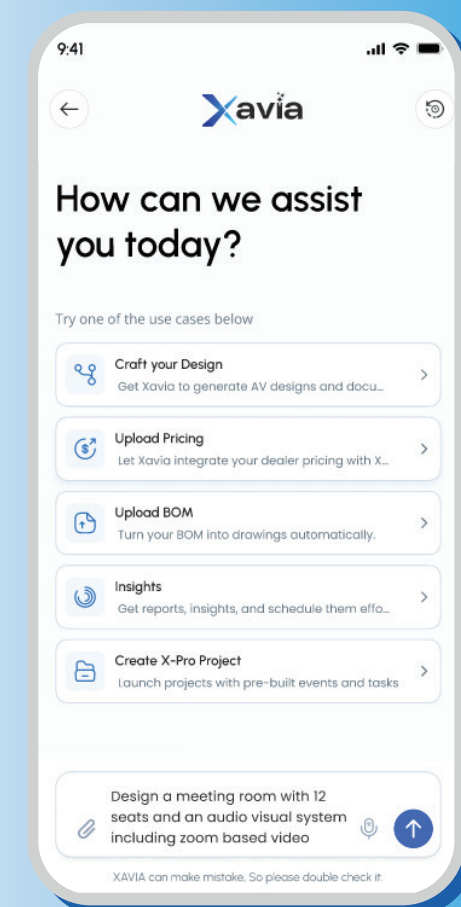 9:41
Xavia
How can we assist
you today?
Try one of the use cases below
Craft your Design
Get Xavia to generate AV designs and docu...
Upload Pricing
Let Xavia integrate your dealer pricing with X...
Upload BOM
Turn your BOM into drawings automatically.
Insights
Get reports, insights, and schedule them effo...
Create X-Pro Project
Launch projects with pre-built events and tasks
Design a meeting room with 12
seats and an audio visual system
including zoom based video
XAVIA can make mistake, So please double check it.